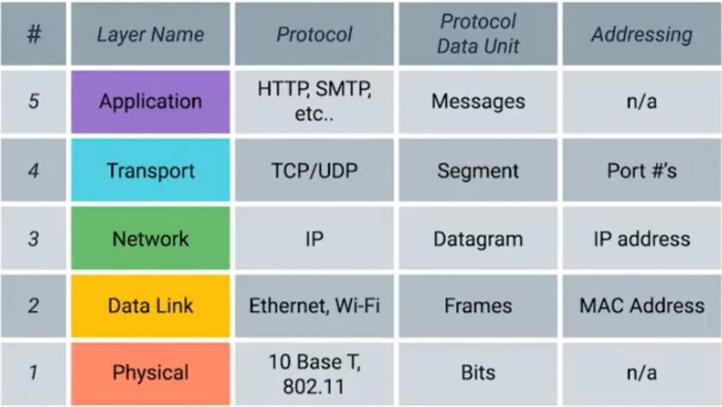 # Layer Name Protocol Protocol Data Unit Addressing
5 Application HTTP, SMTP, etc.. Messages n/a
4 Transport TCP/UDP Segment Port #'s
3 Network IP Datagram IP address
2 Data Link Ethernet, Wi-Fi Frames MAC Address
1 Physical 10 Base T, 802.11 Bits n/a